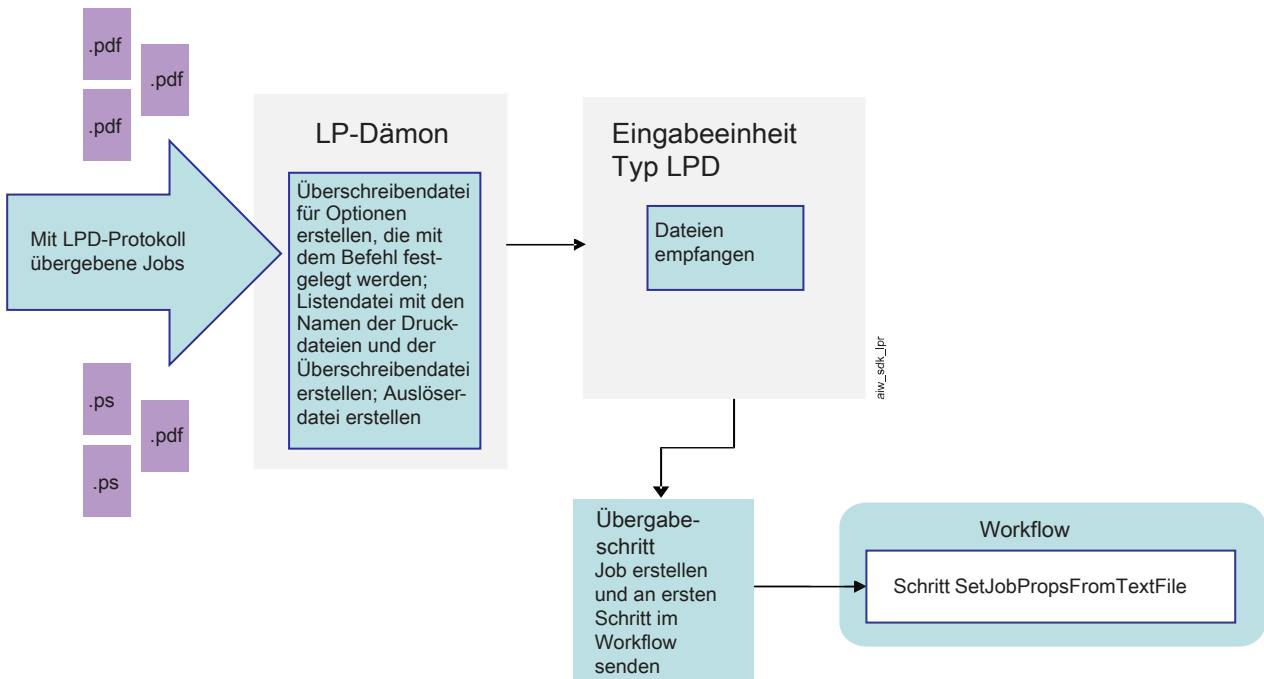 .pdf
.pdf
.pdf
Mit LPD-Protokoll
übergebene Jobs
.ps
.pdf
.ps
LP-Dämon
Überschreibendatei
für Optionen
erstellen, die mit
dem Befehl fest-
gelegt werden;
Listendatei mit den
Namen der Druck-
dateien und der
Überschreibendatei
erstellen; Auslöser-
datei erstellen
Eingabeeinheit
Typ LPD
Dateien
empfangen
aiw_sdk_lpr
Übergabe-
schritt
Job erstellen
und an ersten
Schritt im
Workflow
senden
Workflow
Schritt SetJobPropsFromTextFile